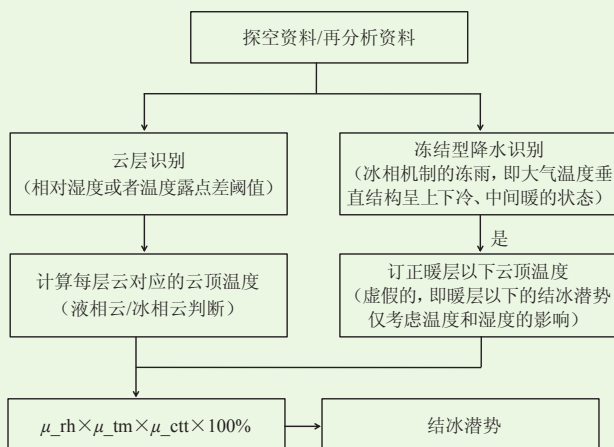 探空资料/再分析资料
云层识别
(相对湿度或者温度露点差阈值)
冻结型降水识别
(冰相机制的冻雨,即大气温度垂
直结构呈上下冷、中间暖的状态)
是
计算每层云对应的云顶温度
(液相云/冰相云判断)
订正暖层以下云顶温度
(虚假的,即暖层以下的结冰潜势
仅考虑温度和湿度的影响)
μ_rh×μ_tm×μ_ctt×100%
结冰潜势